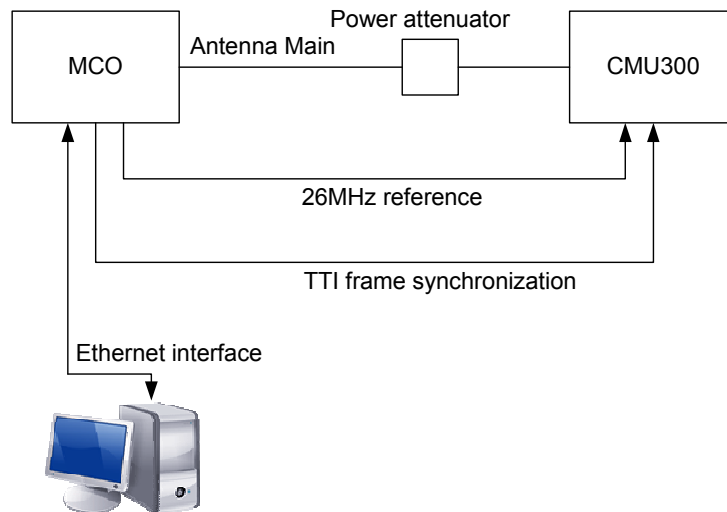 Power attenuator
Antenna Main
MCO
CMU300
26MHz reference
TTI frame synchronization
Ethernet interface